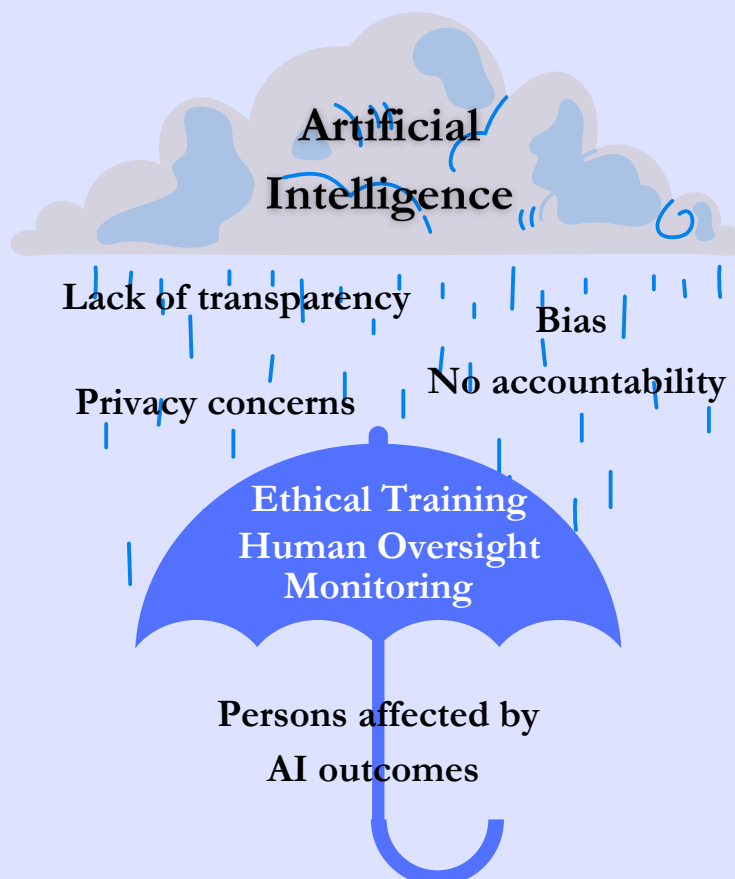 Artificial
Intelligence
Lack of transparency
Bias
No accountability
Privacy concerns
Ethical Training
Human Oversight
Monitoring
Persons affected by
AI outcomes